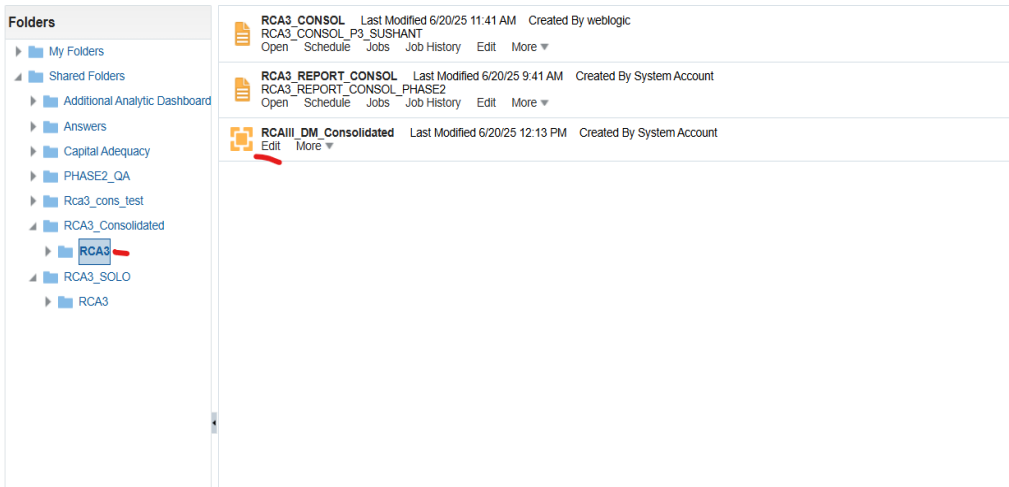 Folders
My Folders
Shared Folders
Additional Analytic Dashboard
Answers
Capital Adequacy
PHASE2_QA
Rca3_cons_test
RCA3_Consolidated
RCA3
RCA3_SOLO
RCA3
RCA3_CONSOL Last Modified 6/20/25 11:41 AM Created By weblogic
RCA3_CONSOL_P3_SUSHANT
Open Schedule Jobs Job History Edit More
RCA3_REPORT_CONSOL Last Modified 6/20/25 9:41 AM Created By System Account
RCA3_REPORT_CONSOL_PHASE2
Open Schedule Jobs Job History Edit More
RCAIII_DM_Consolidated Last Modified 6/20/25 12:13 PM Created By System Account
Edit More